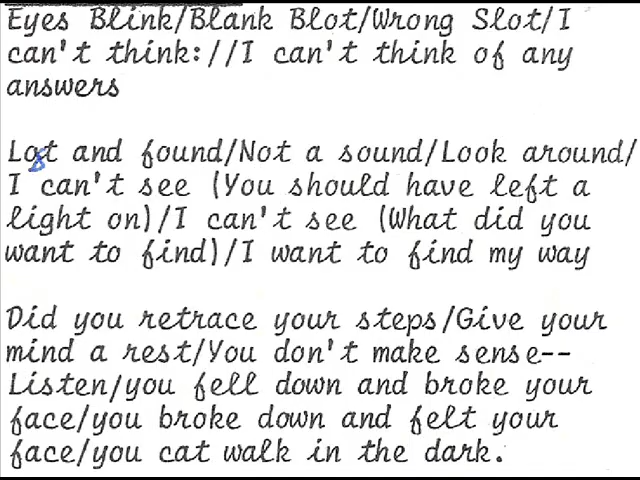 Eyes Blink/Blank Blot/Wrong Slot/I
can't think://I can't think of any
answers
Lost and found/Not a sound/Look around/
I can't see (You should have left a
light on)/I can't see (What did you
want to find)/I want to find my way
Did you retrace your steps/Give your
mind a rest/You don't make sense--
Listen/you fell down and broke your
face/you broke down and felt your
face/you cat walk in the dark.